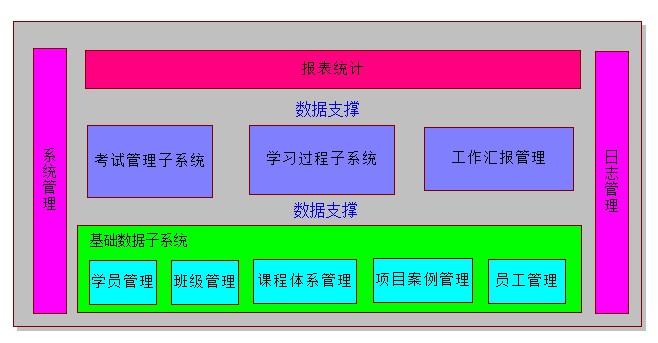 报表统计
数据支撑
系统管理
考试管理子系统
学习过程子系统
工作汇报管理
日志管理
数据支撑
基础数据子系统
学员管理
班级管理
课程体系管理
项目案例管理
员工管理